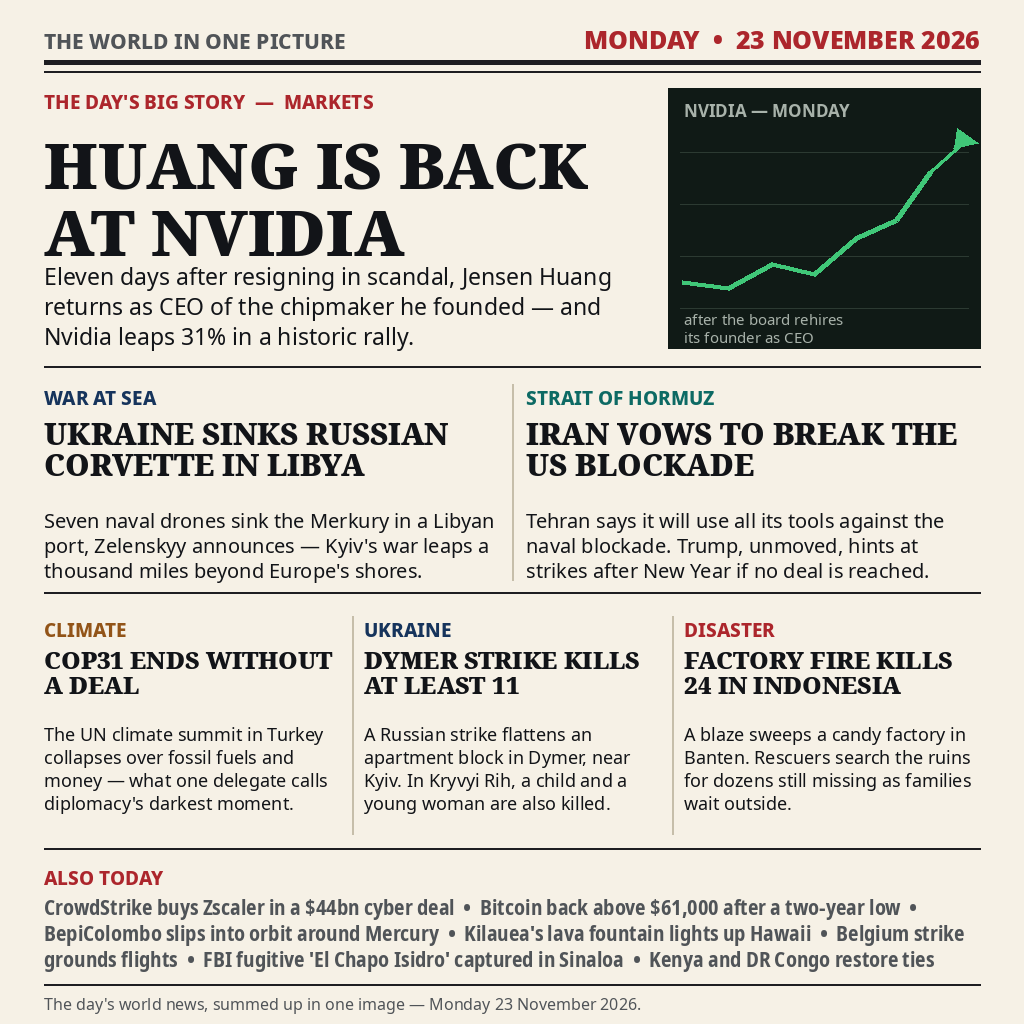 THE WORLD IN ONE PICTURE
MONDAY • 23 NOVEMBER 2026
THE DAY'S BIG STORY — MARKETS
HUANG IS BACK
AT NVIDIA
Eleven days after resigning in scandal, Jensen Huang
returns as CEO of the chipmaker he founded — and
Nvidia leaps 31% in a historic rally.
NVIDIA — MONDAY
after the board rehires
its founder as CEO
WAR AT SEA
UKRAINE SINKS RUSSIAN
CORVETTE IN LIBYA
Seven naval drones sink the Merkury in a Libyan
port, Zelenskyy announces — Kyiv's war leaps a
thousand miles beyond Europe's shores.
STRAIT OF HORMUZ
IRAN VOWS TO BREAK THE
US BLOCKADE
Tehran says it will use all its tools against the
naval blockade. Trump, unmoved, hints at
strikes after New Year if no deal is reached.
CLIMATE
COP31 ENDS WITHOUT
A DEAL
The UN climate summit in Turkey
collapses over fossil fuels and
money — what one delegate calls
diplomacy's darkest moment.
UKRAINE
DYMER STRIKE KILLS
AT LEAST 11
A Russian strike flattens an
apartment block in Dymer, near
Kyiv. In Kryvyi Rih, a child and a
young woman are also killed.
DISASTER
FACTORY FIRE KILLS
24 IN INDONESIA
A blaze sweeps a candy factory in
Banten. Rescuers search the ruins
for dozens still missing as families
wait outside.
ALSO TODAY
CrowdStrike buys Zscaler in a $44bn cyber deal • Bitcoin back above $61,000 after a two-year low •
BepiColombo slips into orbit around Mercury • Kilauea's lava fountain lights up Hawaii • Belgium strike
grounds flights • FBI fugitive 'El Chapo Isidro' captured in Sinaloa • Kenya and DR Congo restore ties
The day's world news, summed up in one image — Monday 23 November 2026.